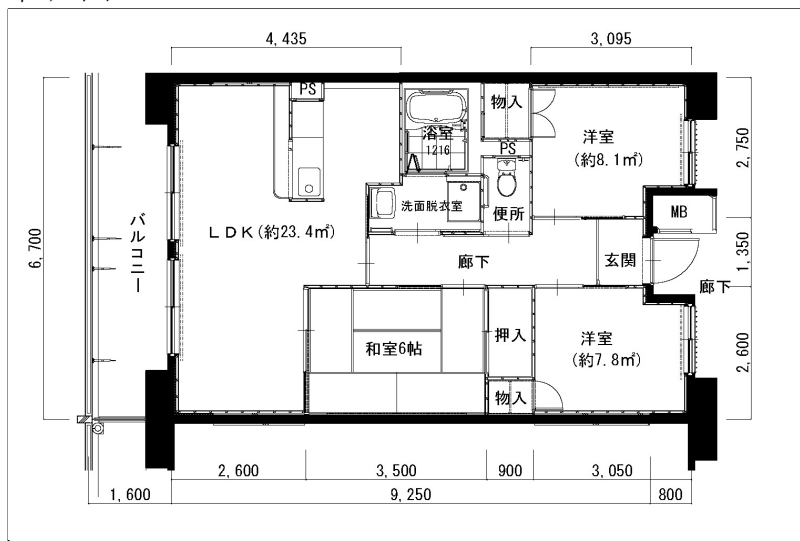 4,435
3,095
PS
物入
浴室
1216
PS
洋室
(約8.1㎡)
2,750
6,700
バルコニー
LDK(約23.4㎡)
洗面脱衣室
便所
MB
廊下
玄関
1,350
廊下
和室6帖
押入
洋室
(約7.8㎡)
2,600
物入
2,600
3,500
900
3,050
1,600
9,250
800